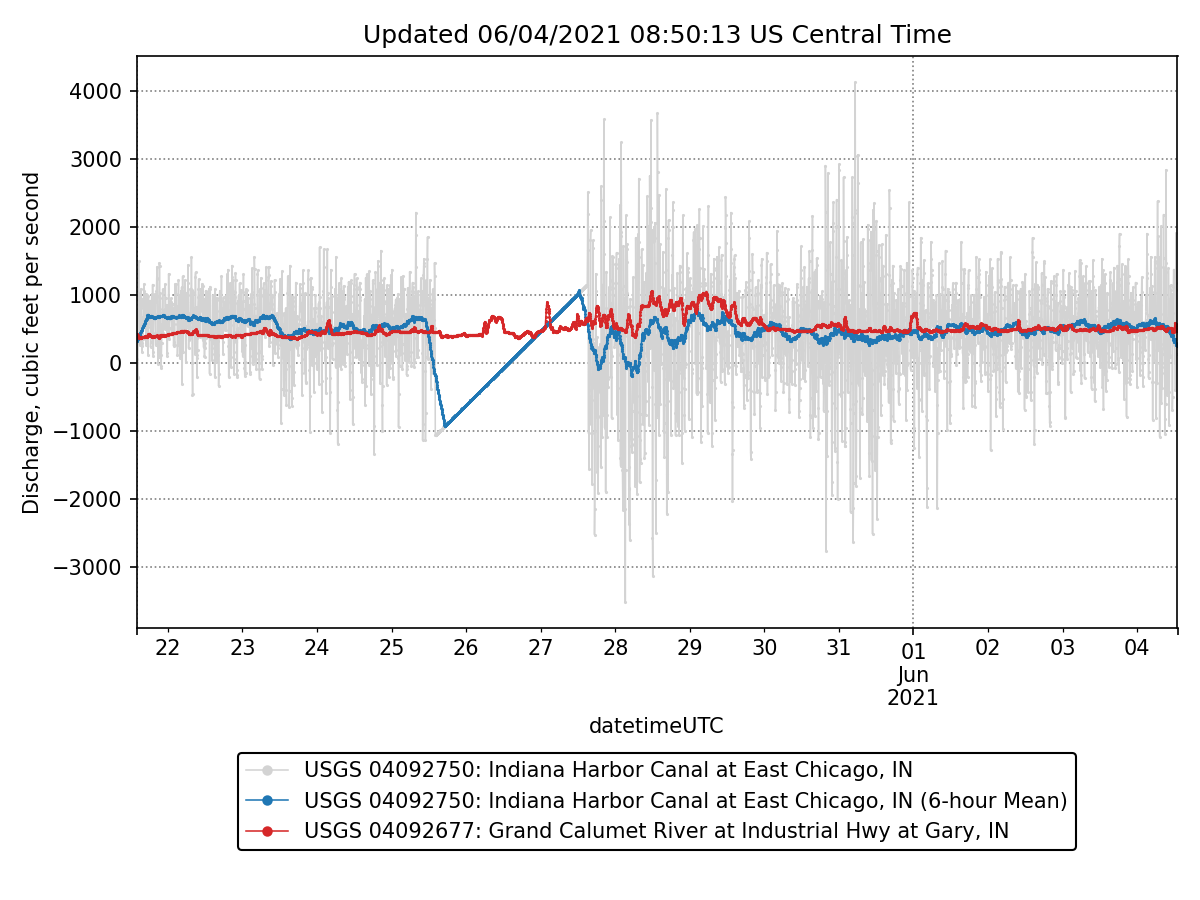 Updated 06/04/2021 08:50:13 US Central Time
Discharge, cubic feet per second
4000
3000
2000
1000
0
−1000
−2000
−3000
22 23 24 25 26 27 28 29 30 31 01 02 03 04
Jun
2021
datetimeUTC
USGS 04092750: Indiana Harbor Canal at East Chicago, IN
USGS 04092750: Indiana Harbor Canal at East Chicago, IN (6-hour Mean)
USGS 04092677: Grand Calumet River at Industrial Hwy at Gary, IN